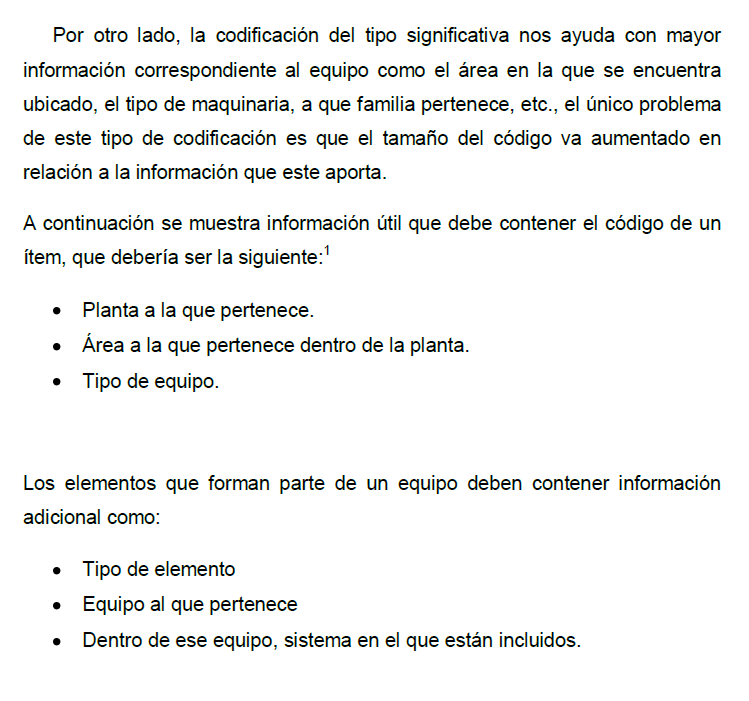 Por otro lado, la codificación del tipo significativa nos ayuda con mayor
información correspondiente al equipo como el área en la que se encuentra
ubicado, el tipo de maquinaria, a que familia pertenece, etc., el único problema
de este tipo de codificación es que el tamaño del código va aumentado en
relación a la información que este aporta.
A continuación se muestra información útil que debe contener el código de un
ítem, que debería ser la siguiente:¹
• Planta a la que pertenece.
• Área a la que pertenece dentro de la planta.
• Tipo de equipo.
Los elementos que forman parte de un equipo deben contener información
adicional como:
• Tipo de elemento
• Equipo al que pertenece
• Dentro de ese equipo, sistema en el que están incluidos.